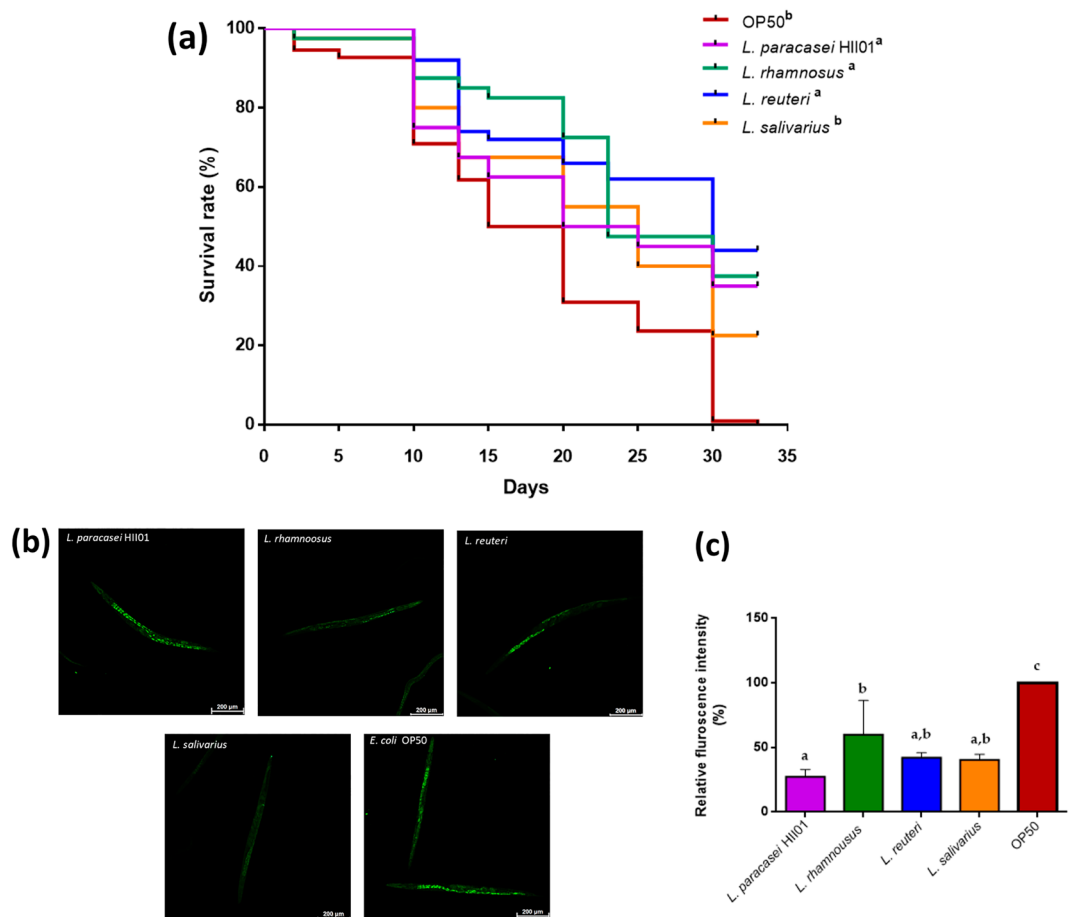 (a)
OP50b
L. paracasei HII01a
L. rhamnosus a
L. reuteri a
L. salivarius b
Survival rate (%)
100
80
60
40
20
0
0 5 10 15 20 25 30 35
Days
(b)
L. paracasei HII01
L. rhamnoosus
L. reuteri
200 µm
200 µm
200 µm
L. salivarius
E. coli OP50
200 µm
200 µm
(c)
Relative fluroscence intensity
(%)
150
100
50
0
a
b
a,b
a,b
c
L. paracasei HII01
L. rhamnousus
L. reuteri
L. salivarius
OP50